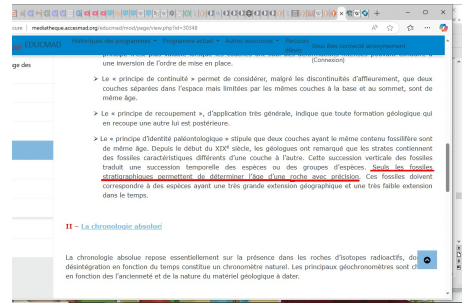 mediatheque.accesmad.org/educmad/mod/page/view.php?id=30348
EDUCMAD
Historiques des programmes Programme actuel Autres ressources Parcours
élèves
Vous êtes connecté anonymement
(Connexion)
une inversion de l'ordre de mise en place.
➢ Le « principe de continuité » permet de considérer, malgré les discontinuités d'affleurement, que deux
couches séparées dans l'espace mais limitées par les mêmes couches à la base et au sommet, sont de
même âge.
➢ Le « principe de recoupement », d'application très générale, indique que toute formation géologique qui
en recoupe une autre lui est postérieure.
➢ Le « principe d'identité paléontologique » stipule que deux couches ayant le même contenu fossilifère sont
de même âge. Depuis le début du XIXe siècle, les géologues ont remarqué que les strates contiennent
des fossiles caractéristiques différents d'une couche à l'autre. Cette succession verticale des fossiles
traduit une succession temporelle des espèces ou des groupes d'espèces. Seuls les fossiles
stratigraphiques permettent de déterminer l'âge d'une roche avec précision. Ces fossiles doivent
correspondre à des espèces ayant une très grande extension géographique et une très faible extension
dans le temps.
II – La chronologie absolue
La chronologie absolue repose essentiellement sur la présence dans les roches d'isotopes radioactifs, do
désintégration en fonction du temps constitue un chronomètre naturel. Les principaux géochronomètres sont ch
en fonction des l'ancienneté et de la nature du matériel géologique à dater.